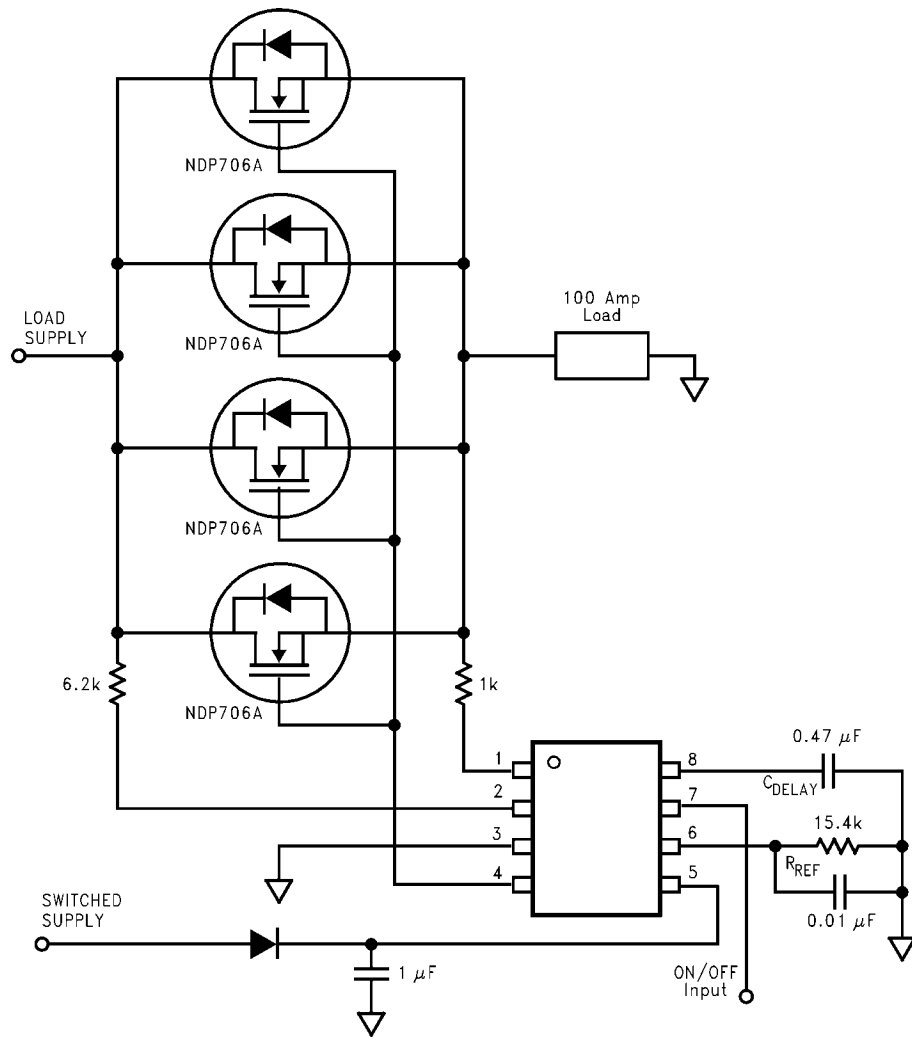 NDP706A
NDP706A
100 Amp
Load
LOAD
SUPPLY
NDP706A
NDP706A
6.2k
1k
1
2
3
4
8
7
6
5
0.47 μF
CDELAY
15.4k
RREF
0.01 μF
SWITCHED
SUPPLY
1 μF
ON/OFF
Input